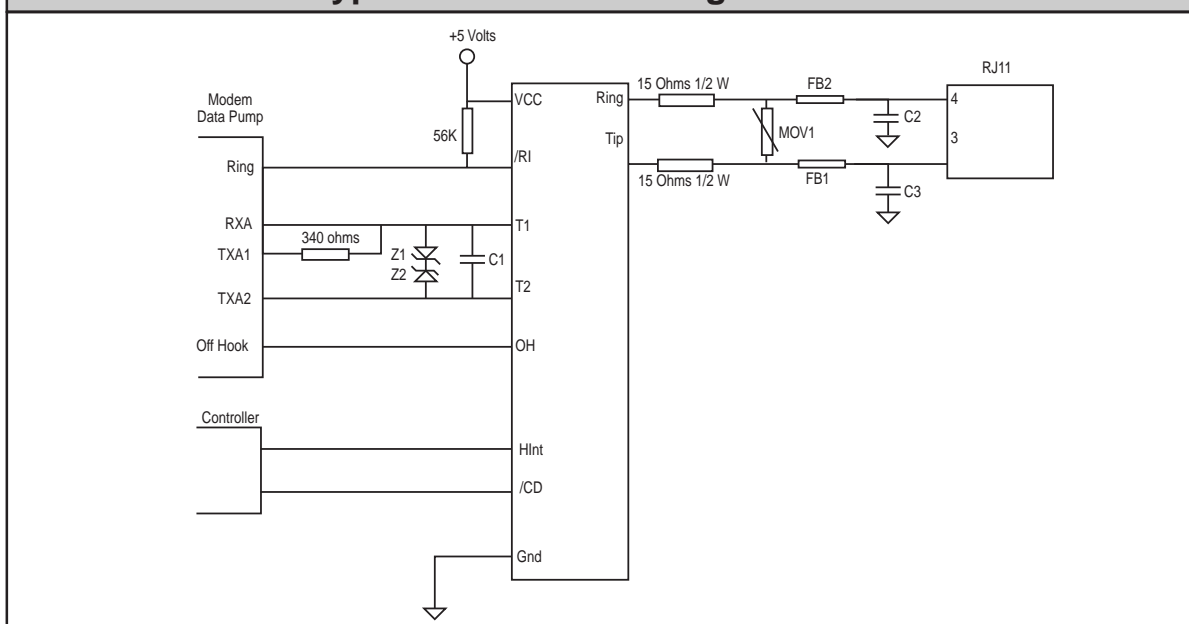 +5 Volts
Modem
Data Pump
Ring
RXA
TXA1
TXA2
Off Hook
340 ohms
56K
Z1
Z2
C1
Controller
VCC
/RI
T1
T2
OH
HInt
/CD
Gnd
Ring
Tip
15 Ohms 1/2 W
15 Ohms 1/2 W
MOV1
FB2
FB1
C2
C3
RJ11
4
3